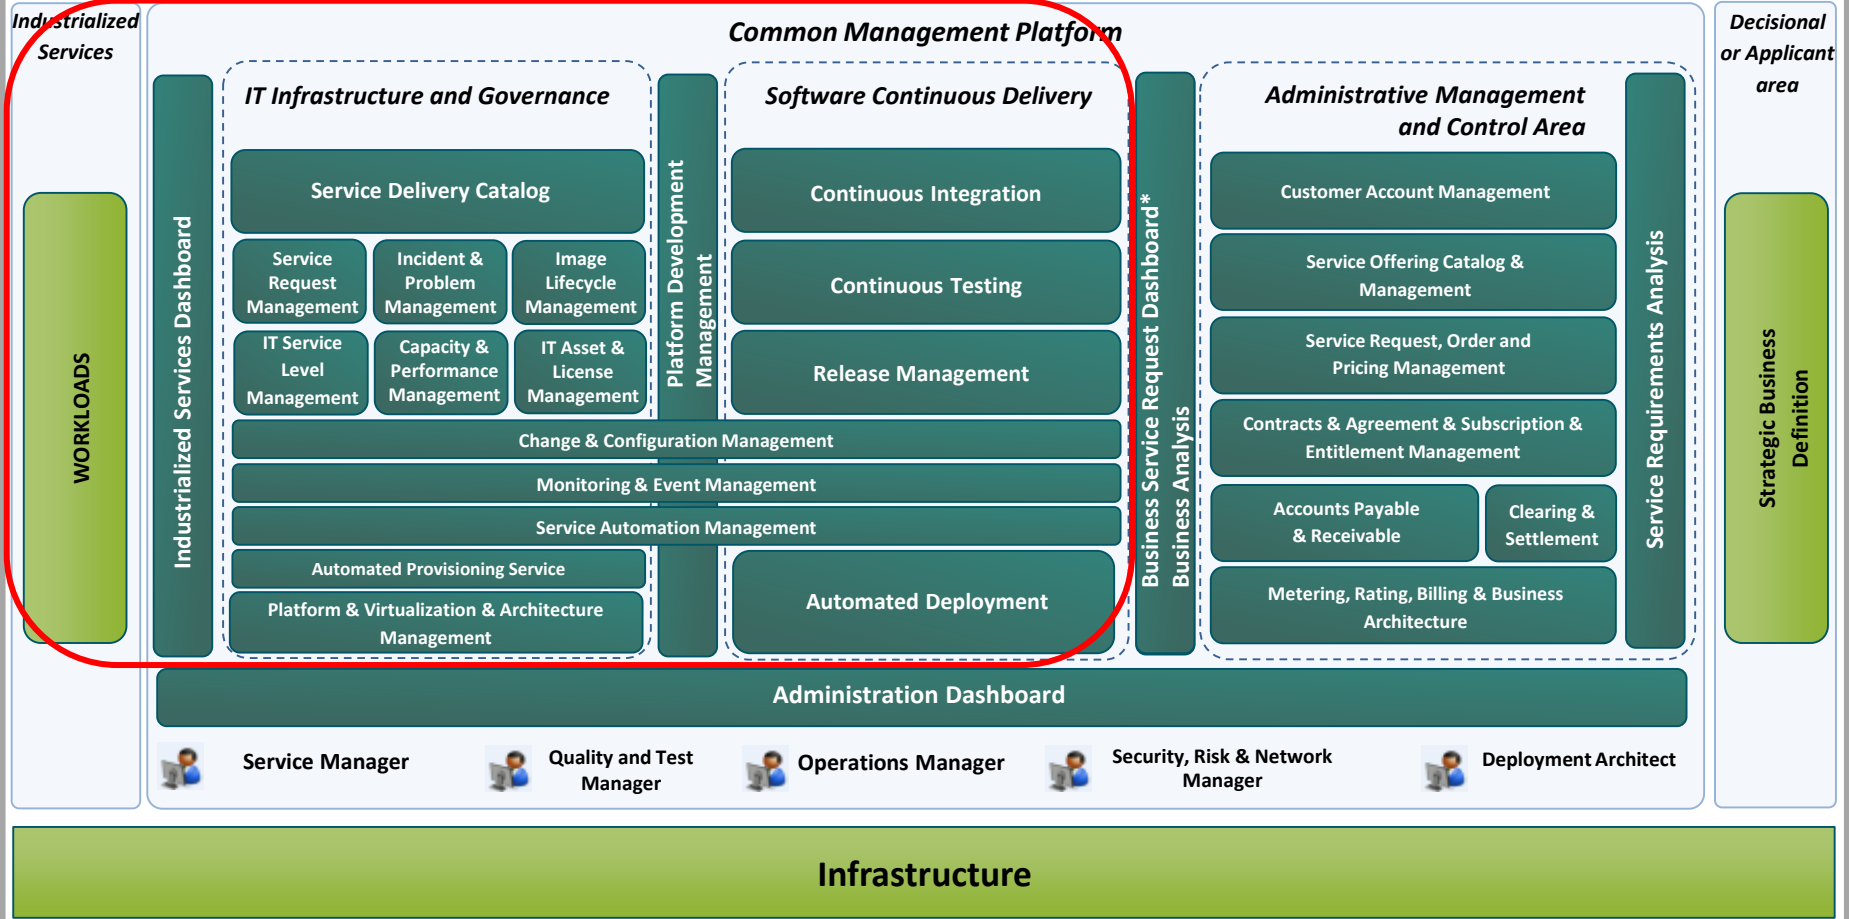 Industrialized
Services
Common Management Platform
Decisional
or Applicant
area
WORKLOADS
Industrialized Services Dashboard
IT Infrastructure and Governance
Service Delivery Catalog
Service
Request
Management
Incident &
Problem
Management
Image
Lifecycle
Management
IT Service
Level
Management
Capacity &
Performance
Management
IT Asset &
License
Management
Change & Configuration Management
Monitoring & Event Management
Service Automation Management
Automated Provisioning Service
Platform & Virtualization & Architecture
Management
Platform Development
Management
Software Continuous Delivery
Continuous Integration
Continuous Testing
Release Management
Automated Deployment
Business Service Request Dashboard*
Business Analysis
Administrative Management
and Control Area
Customer Account Management
Service Offering Catalog &
Management
Service Request, Order and
Pricing Management
Contracts & Agreement & Subscription &
Entitlement Management
Accounts Payable
& Receivable
Clearing &
Settlement
Metering, Rating, Billing & Business
Architecture
Service Requirements Analysis
Strategic Business
Definition
Administration Dashboard
Service Manager
Quality and Test
Manager
Operations Manager
Security, Risk & Network
Manager
Deployment Architect
Infrastructure